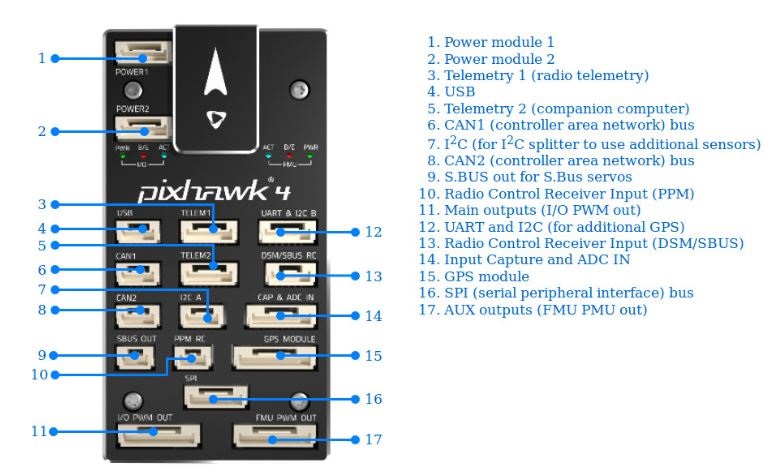 1
POWER1
POWER2
2
PWR B/E ACT
I/O
ACT B/E PWR
FMU
pixhawk®4
3
USB TELEM1 UART & I2C B
4
12
5
CAN1 TELEM2 DSM/SBUS RC
6
13
7
CAN2 I2C A CAP & ADC IN
8
14
SBUS OUT PPM RC GPS MODULE
9
15
10
SPI
16
I/O PWM OUT FMU PWM OUT
11
17
1. Power module 1
2. Power module 2
3. Telemetry 1 (radio telemetry)
4. USB
5. Telemetry 2 (companion computer)
6. CAN1 (controller area network) bus
7. I²C (for I²C splitter to use additional sensors)
8. CAN2 (controller area network) bus
9. S.BUS out for S.Bus servos
10. Radio Control Receiver Input (PPM)
11. Main outputs (I/O PWM out)
12. UART and I2C (for additional GPS)
13. Radio Control Receiver Input (DSM/SBUS)
14. Input Capture and ADC IN
15. GPS module
16. SPI (serial peripheral interface) bus
17. AUX outputs (FMU PMU out)